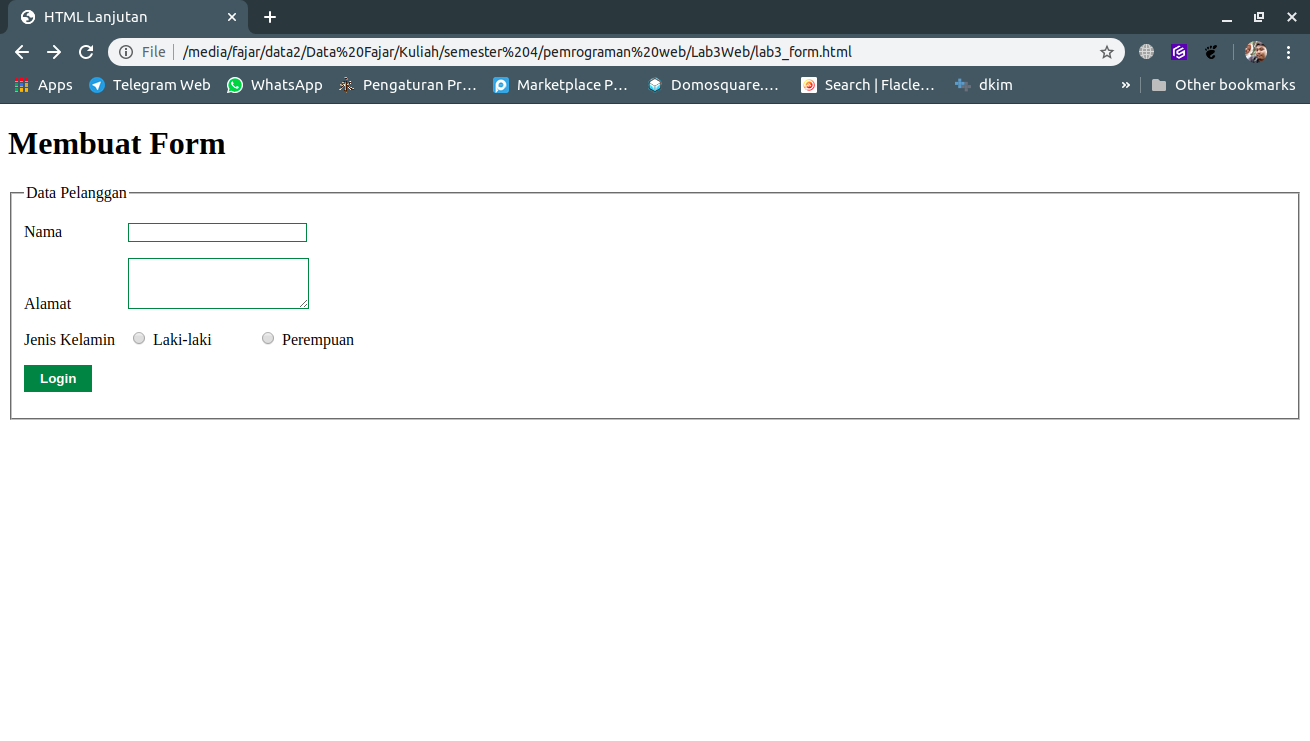 HTML Lanjutan
File /media/fajar/data2/Data%20Fajar/Kuliah/semester%204/pemrograman%20web/Lab3Web/lab3_form.html
Apps Telegram Web WhatsApp Pengaturan Pr… Marketplace P… Domosquare.… Search | Flacle… dkim » Other bookmarks
Membuat Form
Data Pelanggan
Nama
Alamat
Jenis Kelamin Laki-laki Perempuan
Login